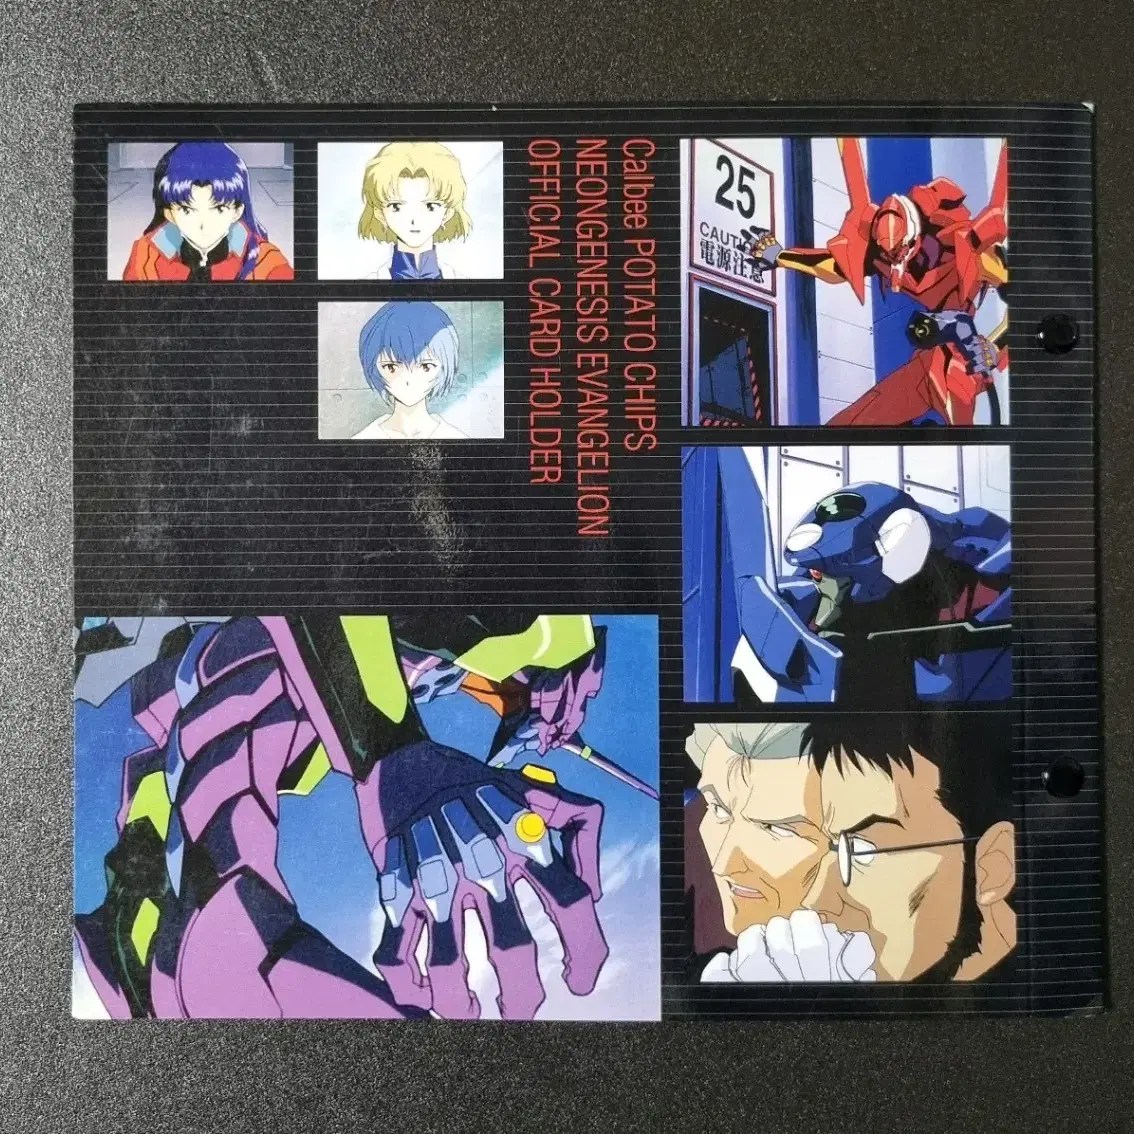 Calbee POTATO CHIPS
NEONGENESIS EVANGELION
OFFICIAL CARD HOLDER
25
CAUTI
電源注意